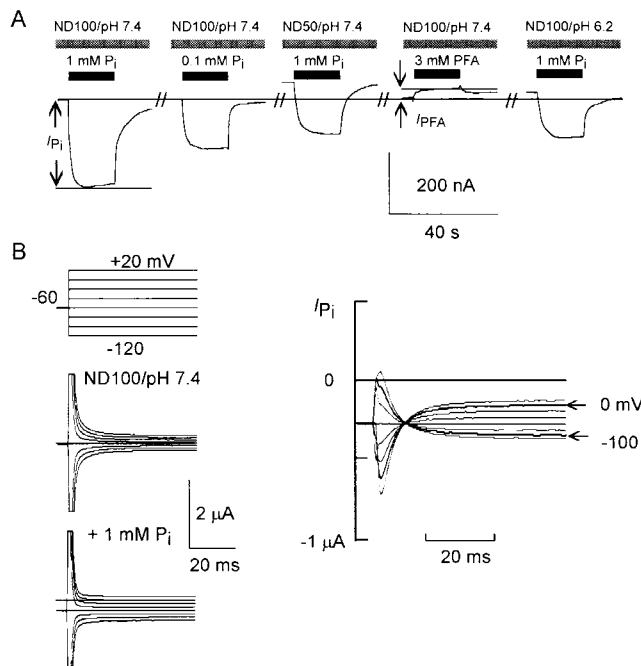 A
ND100/pH 7.4 ND100/pH 7.4 ND50/pH 7.4 ND100/pH 7.4 ND100/pH 6.2
1 mM Pi 0.1 mM Pi 1 mM Pi 3 mM PFA 1 mM Pi
IPi
IPFA
200 nA
40 s
B
+20 mV
-60
-120
ND100/pH 7.4
2 μA
20 ms
+ 1 mM Pi
IPi
0
0 mV
-100
-1 μA
20 ms